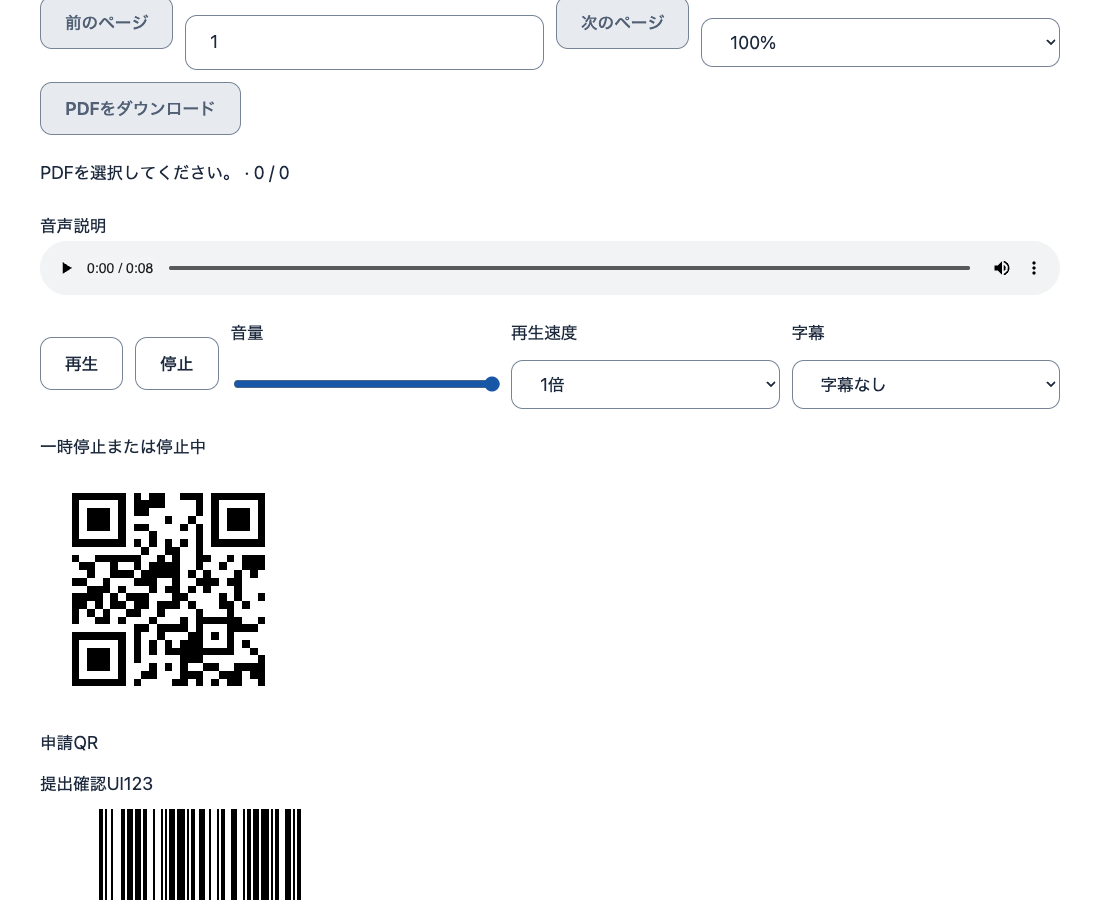 前のページ
1
次のページ
100%
PDFをダウンロード
PDFを選択してください。 · 0 / 0
音声説明
0:00 / 0:08
音量
再生速度
字幕
再生
停止
1倍
字幕なし
一時停止または停止中
申請QR
提出確認UI123